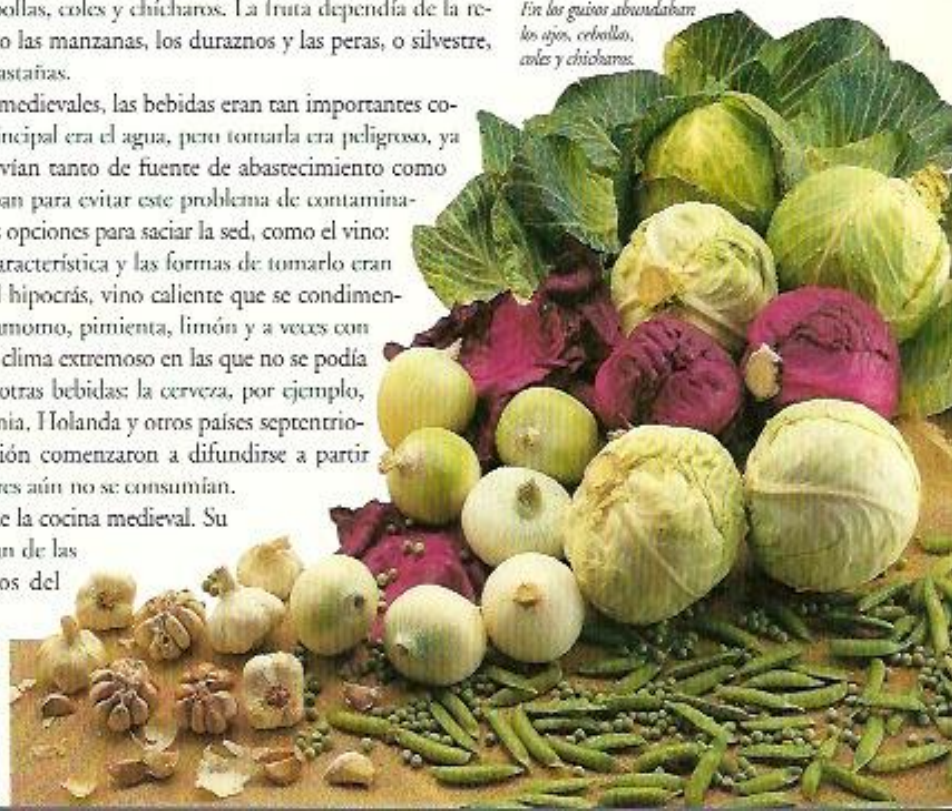 bollas, coles y chícharos. La fruta dependía de la re-
o las manzanas, los duraznos y las peras, o silvestre,
astañas.
medievales, las bebidas eran tan importantes co-
incipal era el agua, pero tomarla era peligroso, ya
vían tanto de fuente de abastecimiento como
an para evitar este problema de contamina-
s opciones para saciar la sed, como el vino:
aracterística y las formas de tomarlo eran
l hipocrás, vino caliente que se condimen-
amomo, pimienta, limón y a veces con
clima extremoso en las que no se podía
otras bebidas: la cerveza, por ejemplo,
nia, Holanda y otros países septentrio-
ión comenzaron a difundirse a partir
res aún no se consumían.
e la cocina medieval. Su
n de las
os del
En los guisos abundaban
los ajos, cebollas,
coles y chícharos.